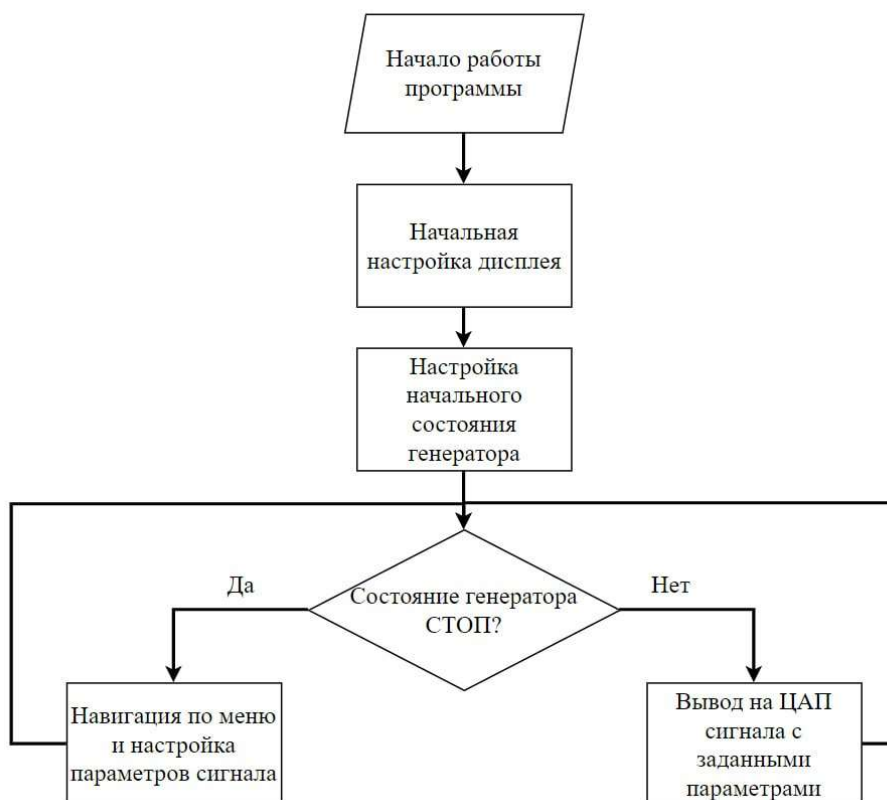 Начало работы
программы
Начальная
настройка дисплея
Настройка
начального
состояния
генератора
Да
Состояние генератора
СТОП?
Нет
Навигация по меню
и настройка
параметров сигнала
Вывод на ЦАП
сигнала с
заданными
параметрами